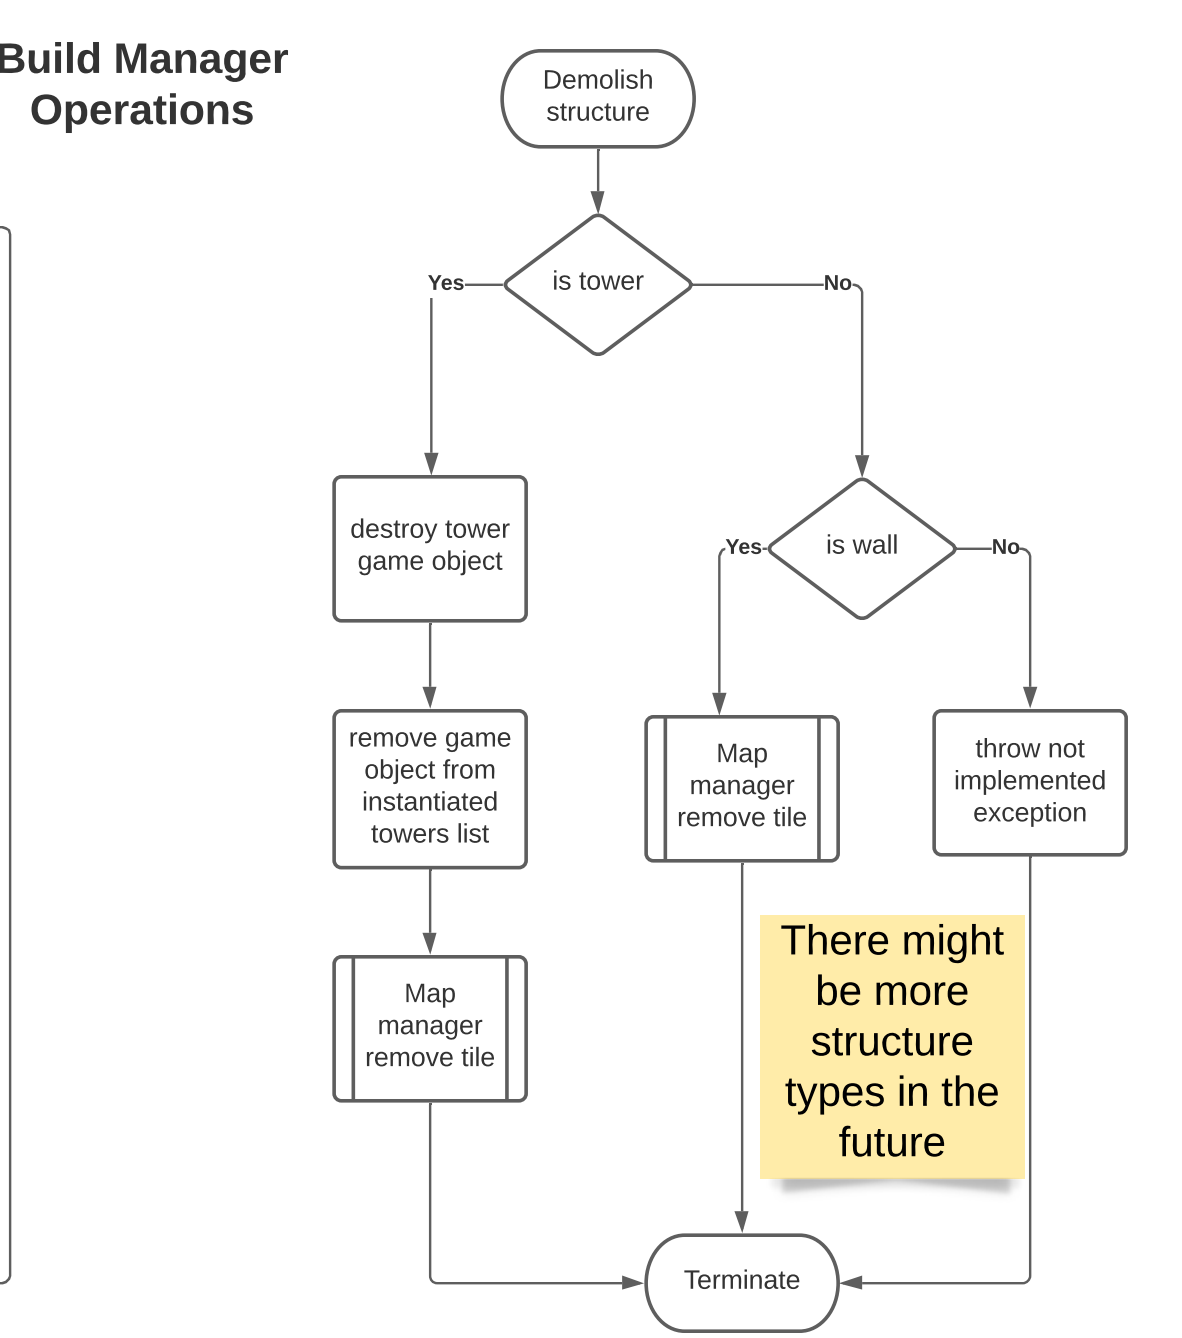 Build Manager
Operations
Demolish
structure
is tower
Yes
No
destroy tower
game object
is wall
Yes
No
remove game
object from
instantiated
towers list
Map
manager
remove tile
throw not
implemented
exception
Map
manager
remove tile
There might
be more
structure
types in the
future
Terminate